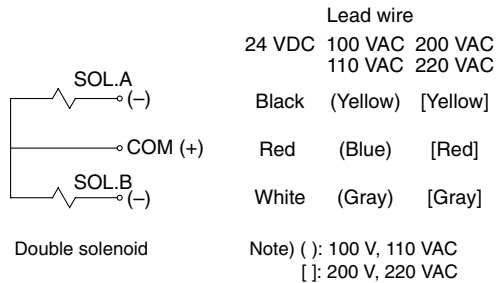 Lead wire
24 VDC 100 VAC 200 VAC
110 VAC 220 VAC
SOL.A
(–) Black (Yellow) [Yellow]
COM (+) Red (Blue) [Red]
SOL.B
(–) White (Gray) [Gray]
Double solenoid Note) ( ): 100 V, 110 VAC
[ ]: 200 V, 220 VAC